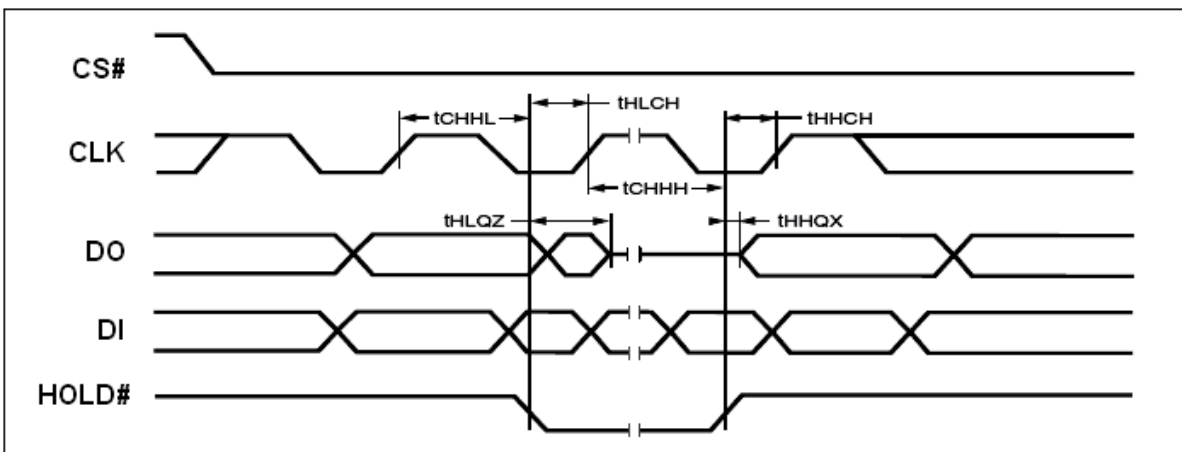 CS#
tHLCH
tCHHL
tHHCH
CLK
tCHHH
tHLQZ
tHHQX
DO
DI
HOLD#